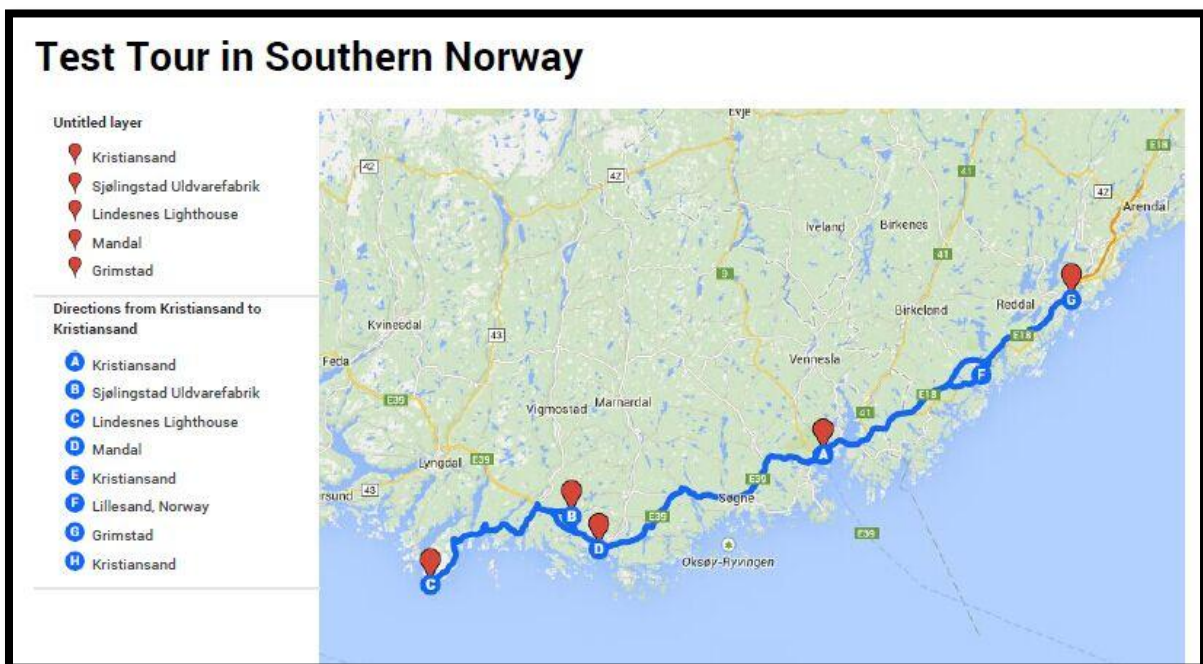 Test Tour in Southern Norway
Untitled layer
Kristiansand
Sjølingstad Uldvarefabrik
Lindesnes Lighthouse
Mandal
Grimstad
Directions from Kristiansand to
Kristiansand
A Kristiansand
B Sjølingstad Uldvarefabrik
C Lindesnes Lighthouse
D Mandal
E Kristiansand
F Lillesand, Norway
G Grimstad
H Kristiansand
Evje
E18
42
42
41
42
Arendal
Iveland
Birkenes
41
9
G
Reddal
Birkeland
Kvinesdal
43
E18
Feda
Vennesla
F
E39
E18
Vigmostad
Marnardal
41
A
Lyngdal
E39
E39
ersund
43
Søgne
B
E39
E39
D
Oksøy-Ryvingen
C